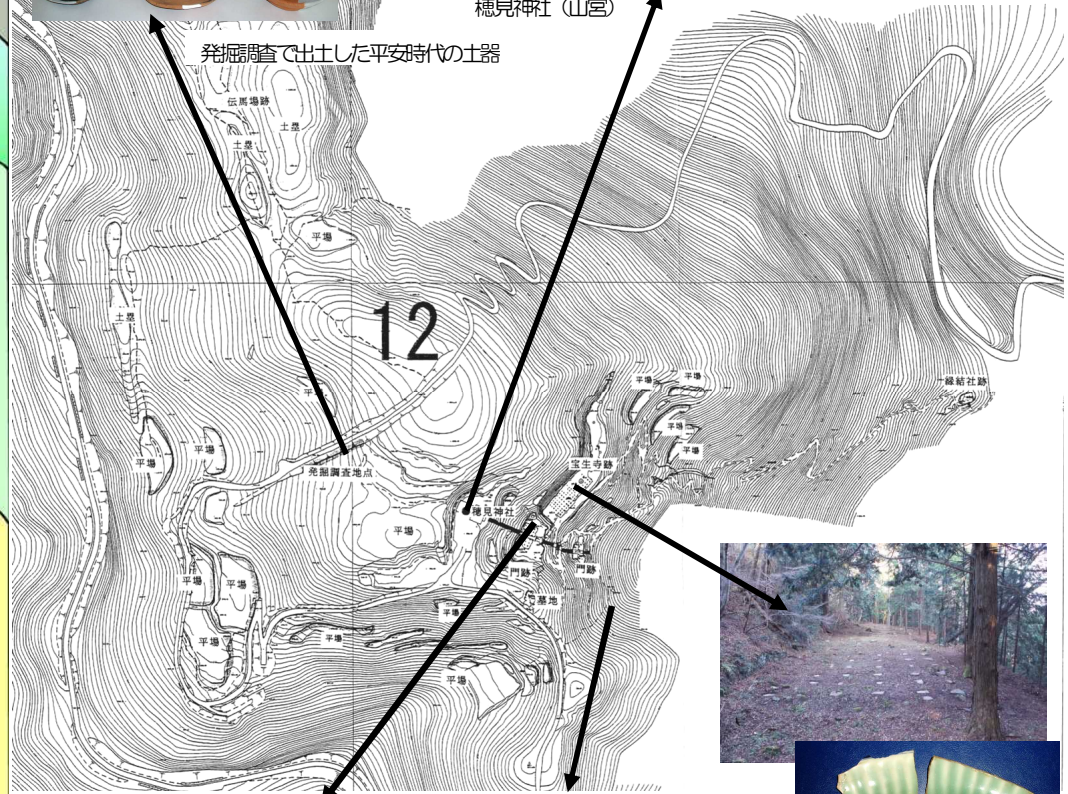 穂見神社（山宮）
発掘調査で出土した平安時代の土器
伝馬場跡
土塁
土塁
平場
土塁
12
平場
平場
平場
縁結社跡
平場
平場
平場
平場
宝生寺跡
発掘調査地点
穂見神社
平場
門跡
門跡
平場
平場
墓地
平場
平場
平場
平場